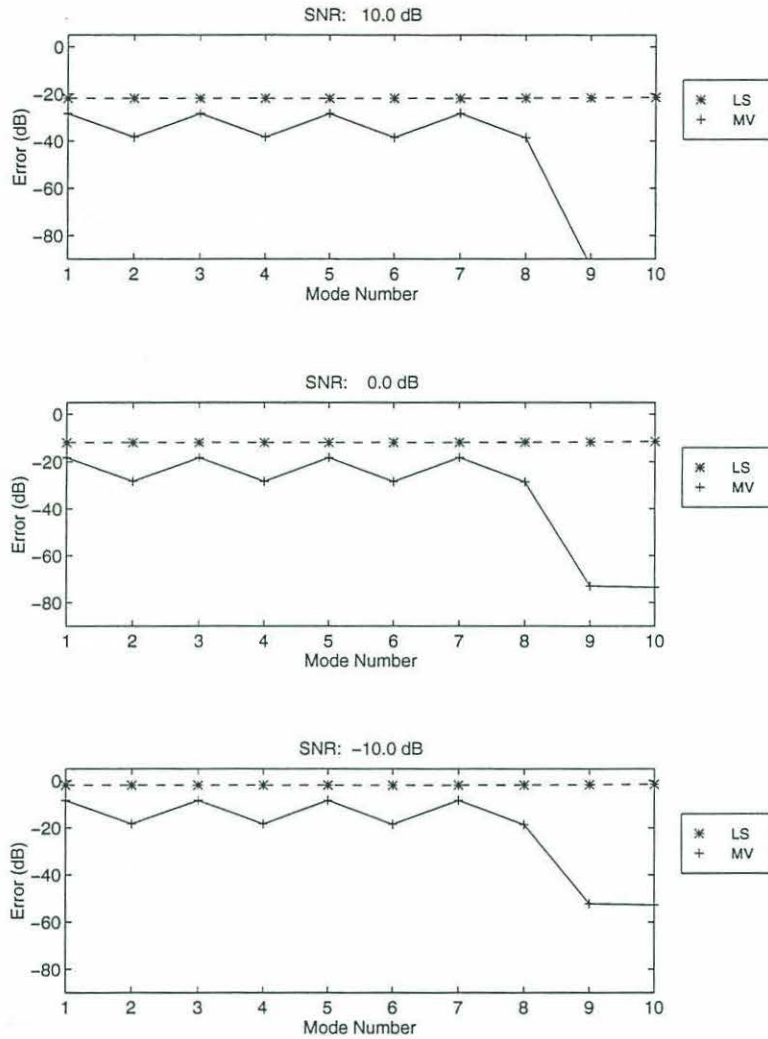 SNR: 10.0 dB
0
−20
−40
−60
−80
Error (dB)
1 2 3 4 5 6 7 8 9 10
Mode Number
LS
MV
SNR: 0.0 dB
0
−20
−40
−60
−80
Error (dB)
1 2 3 4 5 6 7 8 9 10
Mode Number
LS
MV
SNR: −10.0 dB
0
−20
−40
−60
−80
Error (dB)
1 2 3 4 5 6 7 8 9 10
Mode Number
LS
MV